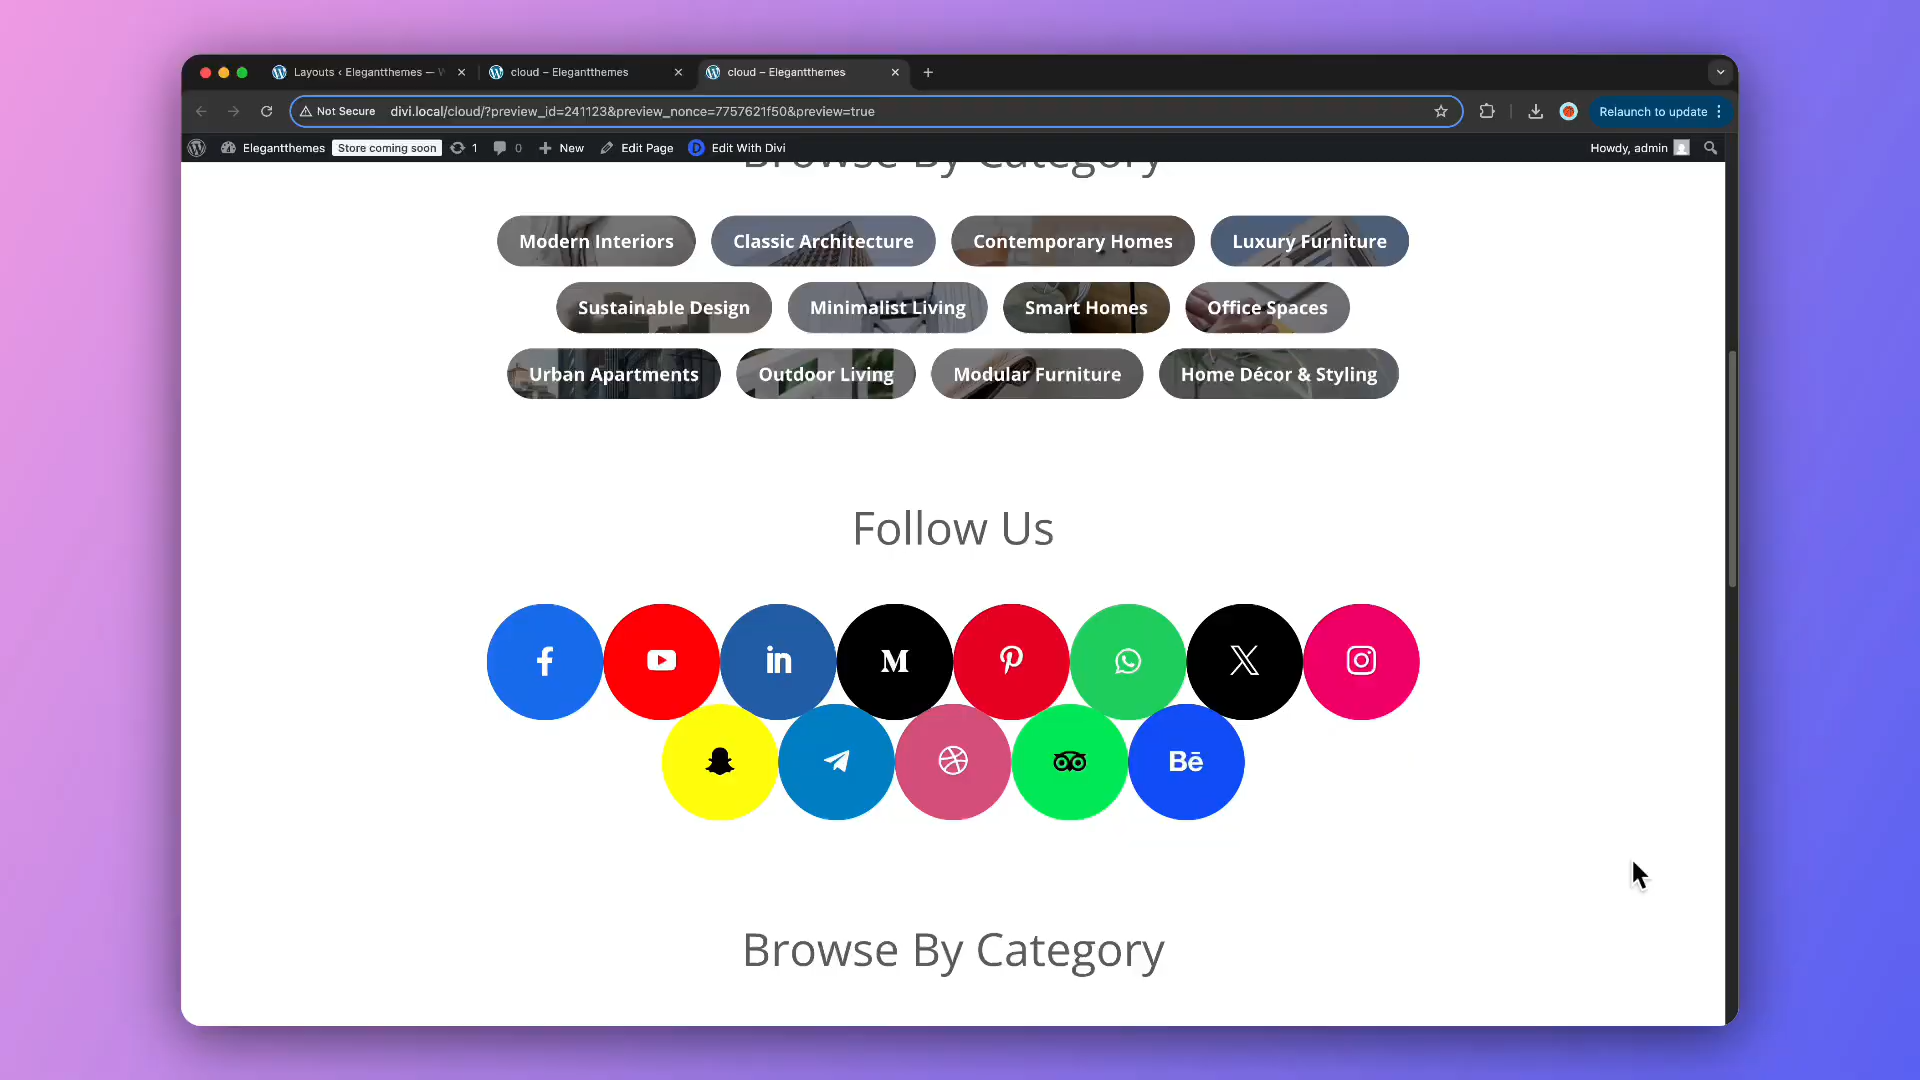 Layouts ‹ Elegantthemes —
cloud – Elegantthemes
cloud – Elegantthemes
Not Secure
divi.local/cloud/?preview_id=241123&preview_nonce=7757621f50&preview=true
Relaunch to update
Elegantthemes
Store coming soon
1
0
New
Edit Page
D
Edit With Divi
Howdy, admin
Browse By Category
Modern Interiors
Classic Architecture
Contemporary Homes
Luxury Furniture
Sustainable Design
Minimalist Living
Smart Homes
Office Spaces
Urban Apartments
Outdoor Living
Modular Furniture
Home Décor & Styling
Follow Us
Browse By Category